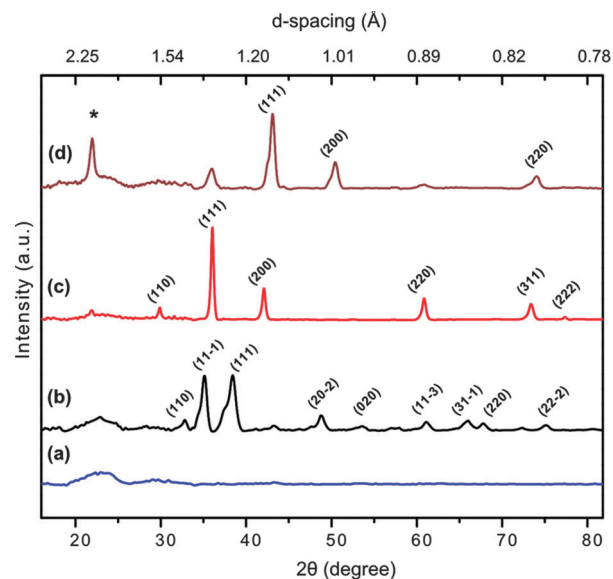 d-spacing (Å)
2.25 1.54 1.20 1.01 0.89 0.82 0.78
(d) * (111) (200) (220)
(c) (110) (111) (200) (220) (311) (222)
(b) (110) (11-1) (111) (20-2) (020) (11-3) (31-1) (220) (22-2)
(a)
Intensity (a.u.)
20 30 40 50 60 70 80
2θ (degree)